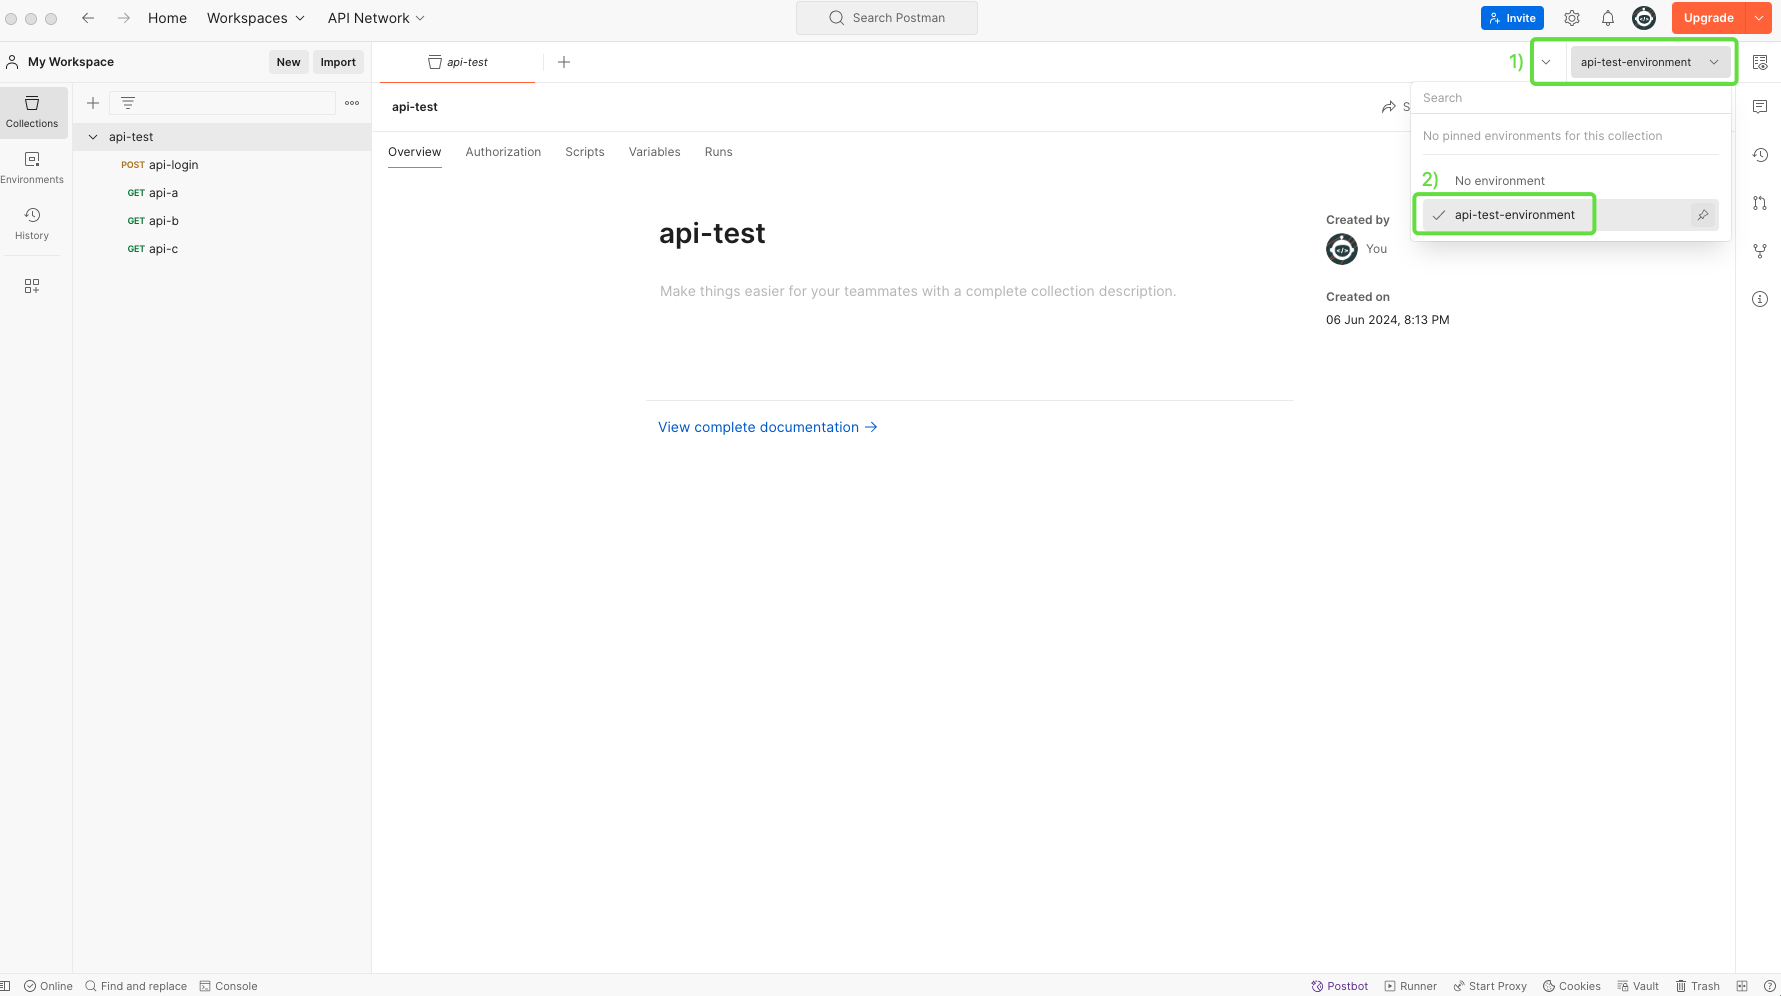 Home Workspaces API Network Search Postman Invite Upgrade
My Workspace New Import api-test 1) api-test-environment
Collections
Environments
History
api-test
POST api-login
GET api-a
GET api-b
GET api-c
api-test S
Overview Authorization Scripts Variables Runs
Search
No pinned environments for this collection
2) No environment
api-test-environment
api-test
Make things easier for your teammates with a complete collection description.
View complete documentation →
Created by
You
Created on
06 Jun 2024, 8:13 PM
Online Find and replace Console Postbot Runner Start Proxy Cookies Vault Trash